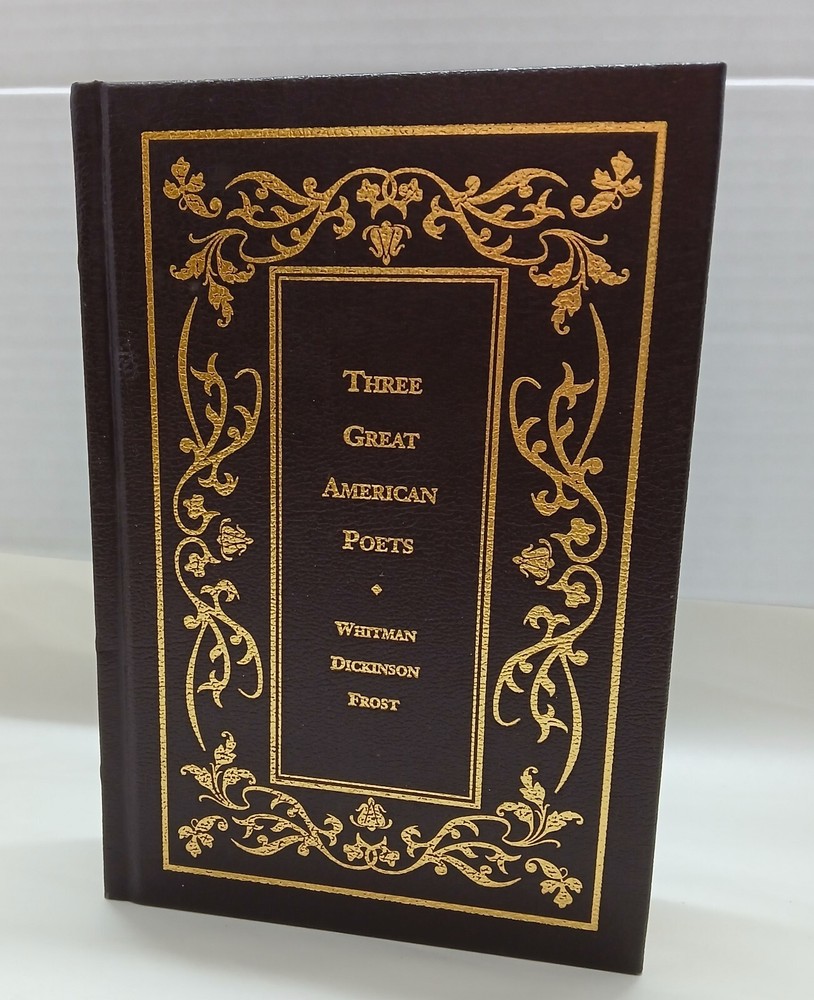 THREE
GREAT
AMERICAN
POETS
WHITMAN
DICKINSON
FROST